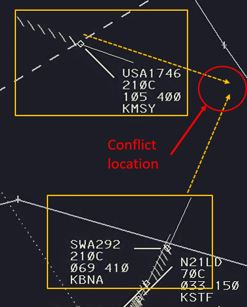 USA1746
210C
105 400
KMSY
Conflict
location
SWA292
210C
069 410
KBNA
N21LD
70C
033 150
KSTF